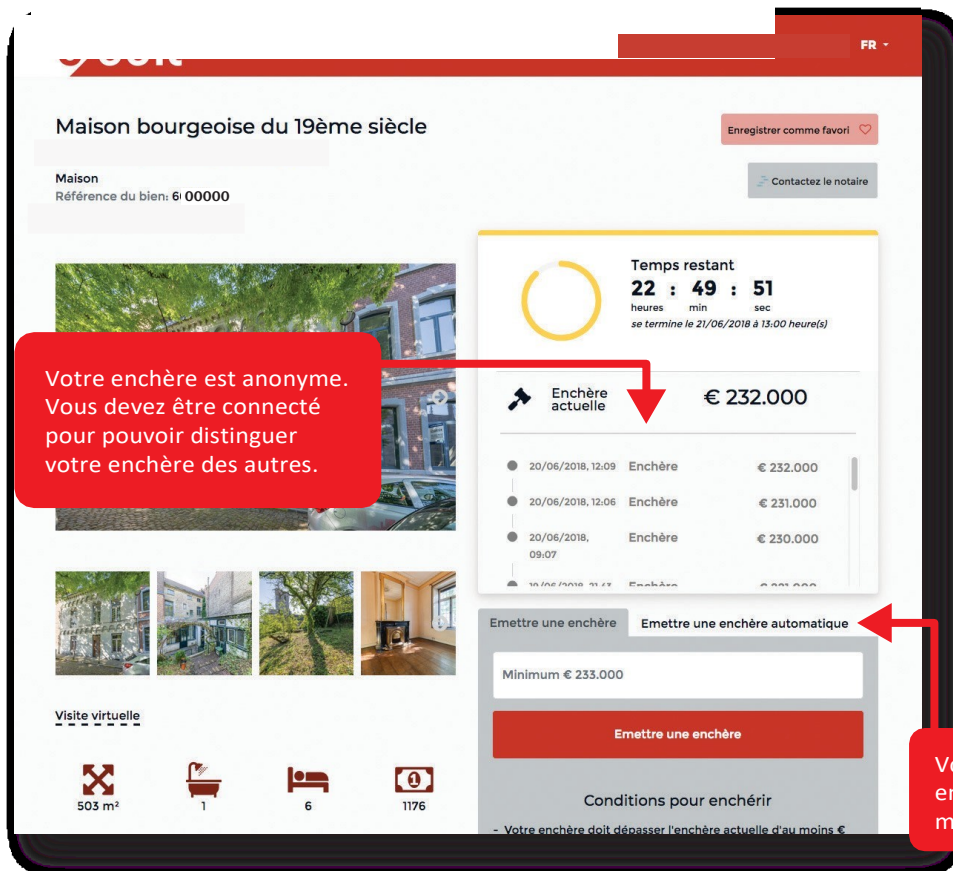 FR
Maison bourgeoise du 19ème siècle
Enregistrer comme favori
Maison
Référence du bien: 6 00000
Contactez le notaire
Temps restant
22 : 49 : 51
heures min sec
se termine le 21/06/2018 à 13:00 heure(s)
Votre enchère est anonyme.
Vous devez être connecté
pour pouvoir distinguer
votre enchère des autres.
Enchère
actuelle
€ 232.000
20/06/2018, 12:09 Enchère € 232.000
20/06/2018, 12:06 Enchère € 231.000
20/06/2018,
09:07
Enchère € 230.000
Enchère
Emettre une enchère Emettre une enchère automatique
Minimum € 233.000
Emettre une enchère
Visite virtuelle
503 m² 1 6 1176
Conditions pour enchérir
- Votre enchère doit dépasser l'enchère actuelle d'au moins €